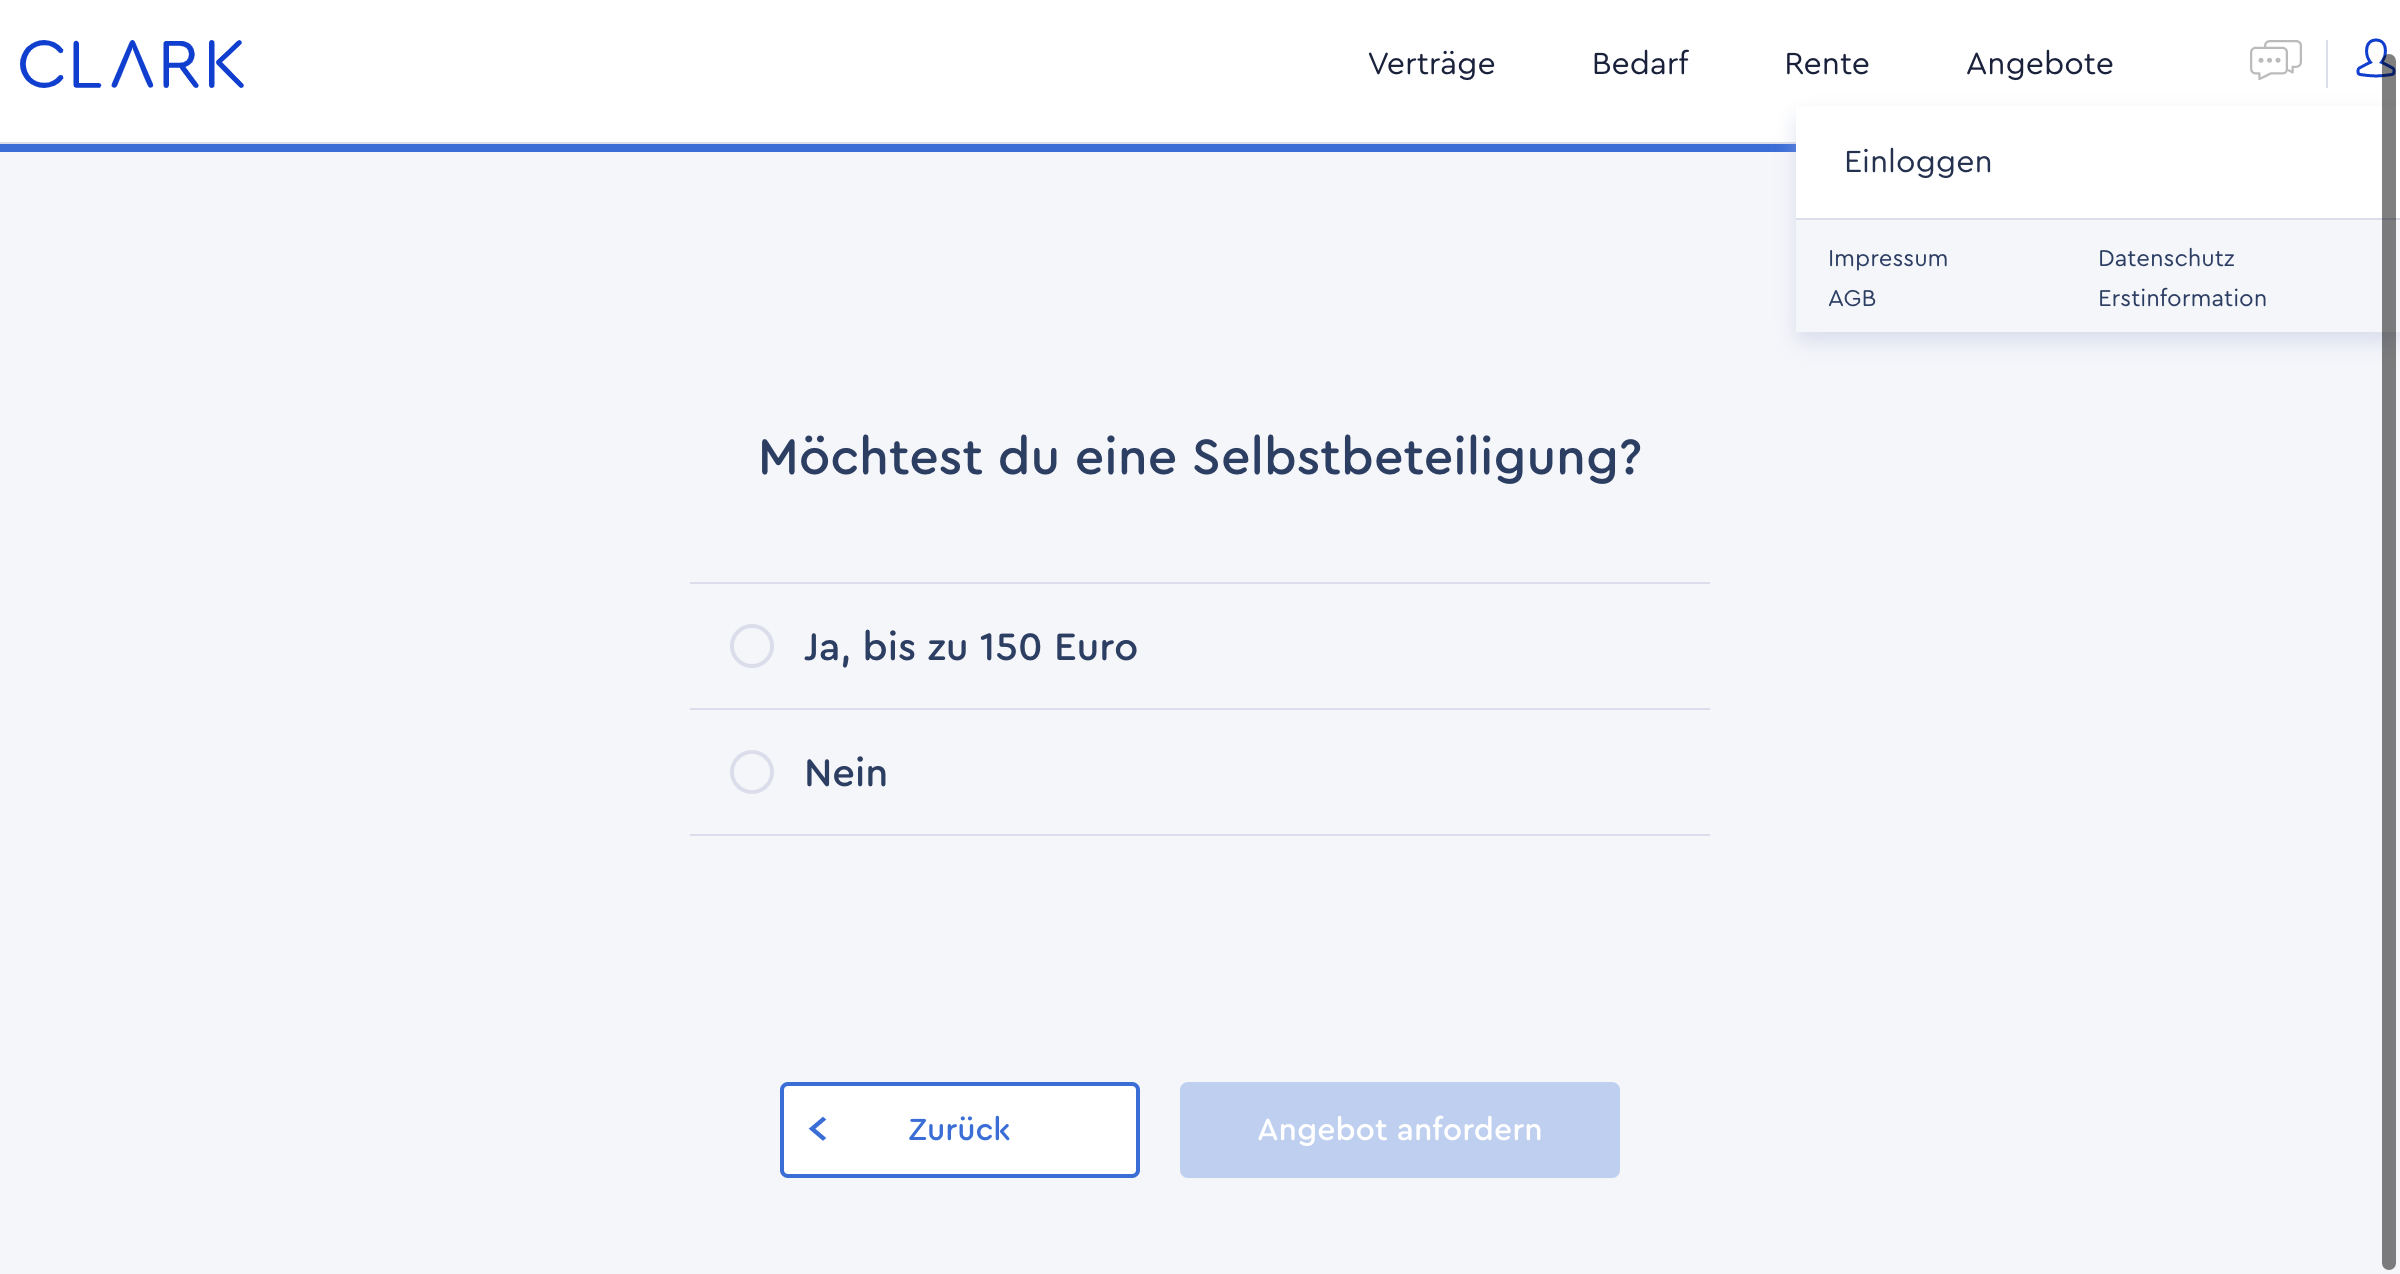 CLARK
Verträge
Bedarf
Rente
Angebote
Einloggen
Impressum
Datenschutz
AGB
Erstinformation
Möchtest du eine Selbstbeteiligung?
Ja, bis zu 150 Euro
Nein
Zurück
Angebot anfordern